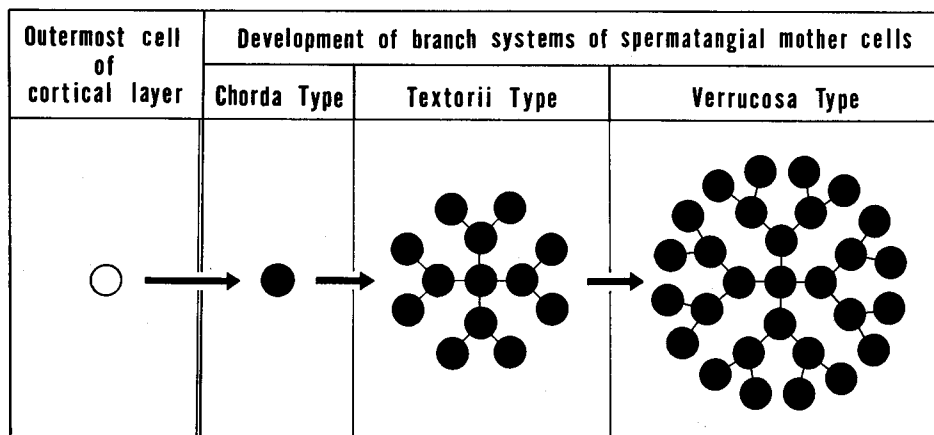 Outermost cell
of
cortical layer
Development of branch systems of spermatangial mother cells
Chorda Type
Textorii Type
Verrucosa Type